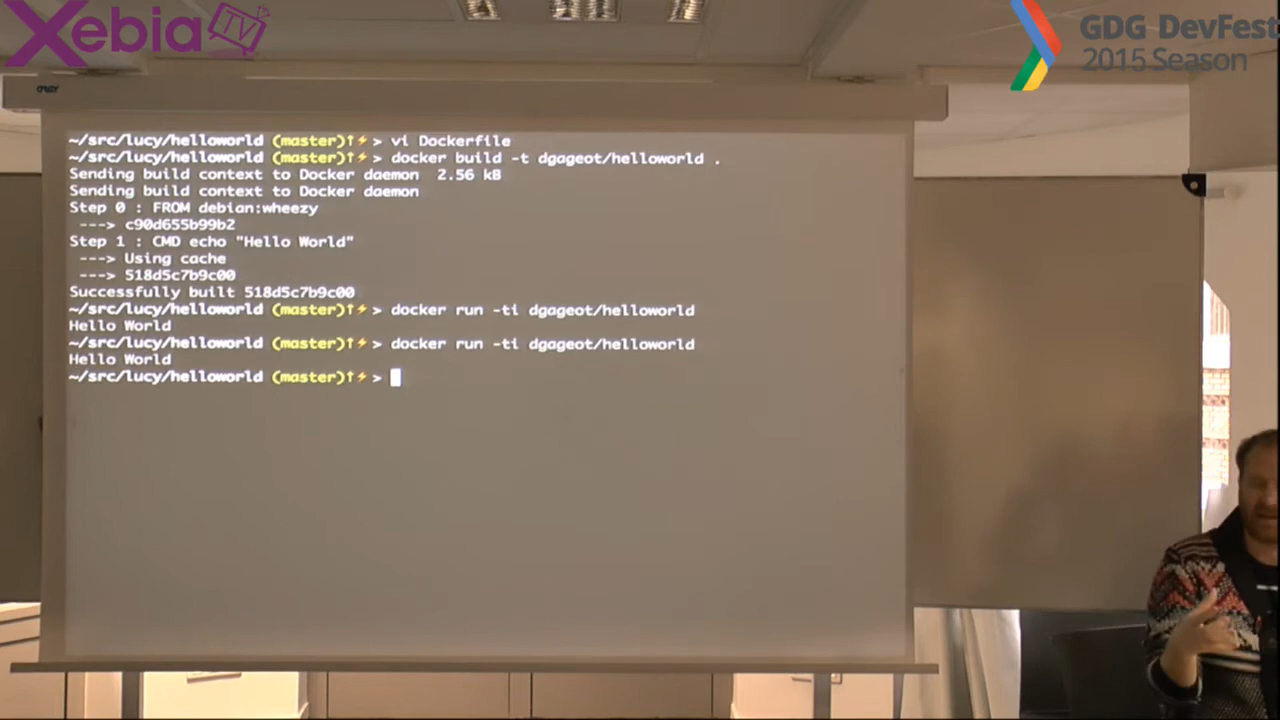 Xebia TV
GDG DevFest
2015 Season
~/src/lucy/helloworld (master)↑⚡> vi Dockerfile
~/src/lucy/helloworld (master)↑⚡> docker build -t dgageot/helloworld .
Sending build context to Docker daemon  2.56 kB
Sending build context to Docker daemon
Step 0 : FROM debian:wheezy
 ---> c90d655b99b2
Step 1 : CMD echo "Hello World"
 ---> Using cache
 ---> 518d5c7b9c00
Successfully built 518d5c7b9c00
~/src/lucy/helloworld (master)↑⚡> docker run -ti dgageot/helloworld
Hello World
~/src/lucy/helloworld (master)↑⚡> docker run -ti dgageot/helloworld
Hello World
~/src/lucy/helloworld (master)↑⚡>